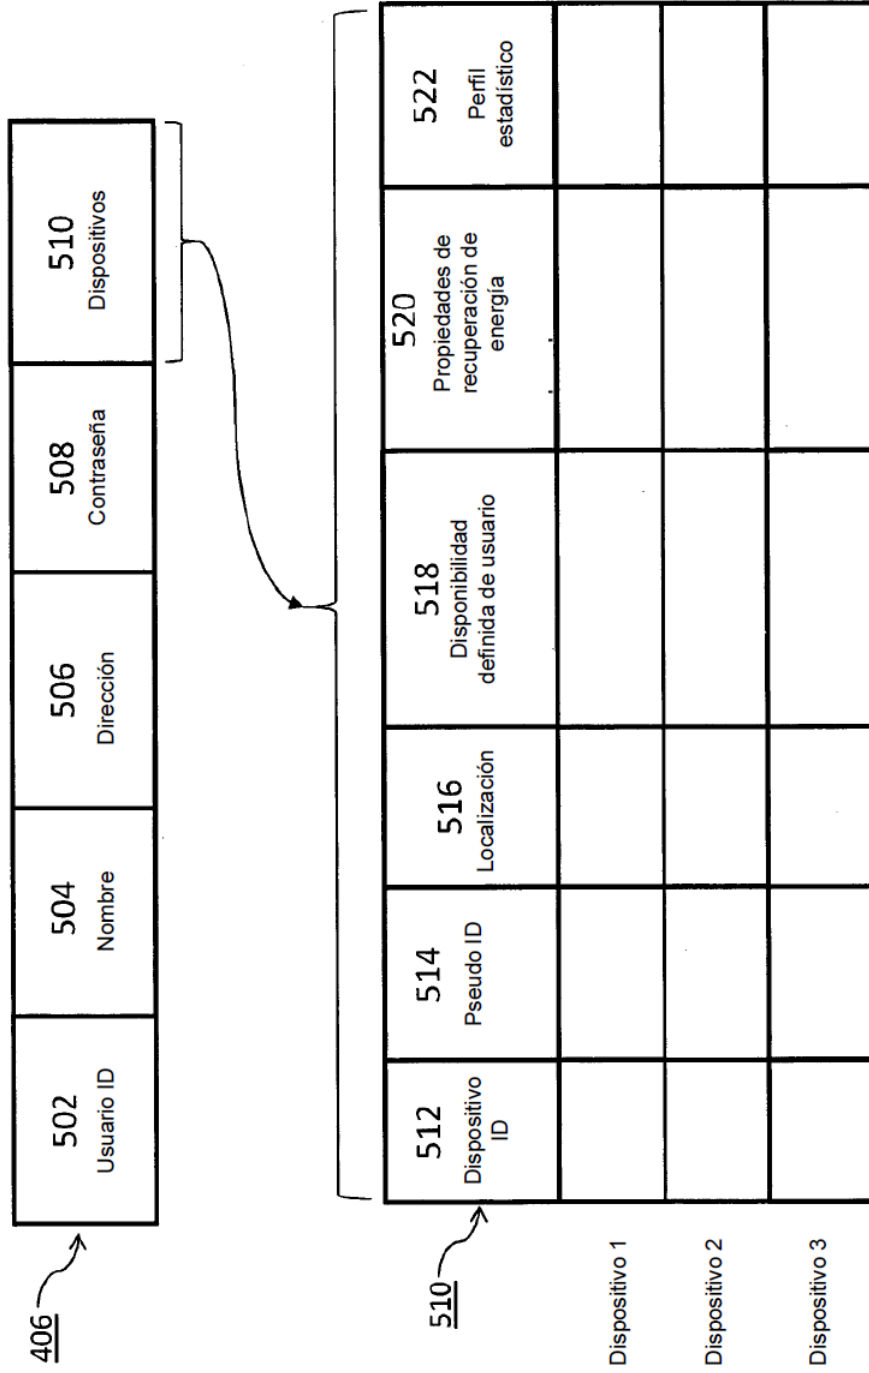 406
502
Usuario ID
504
Nombre
506
Dirección
508
Contraseña
510
Dispositivos
510
512
Dispositivo
ID
514
Pseudo ID
516
Localización
518
Disponibilidad
definida de usuario
520
Propiedades de
recuperación de
energía
522
Perfil
estadístico
Dispositivo 1
Dispositivo 2
Dispositivo 3